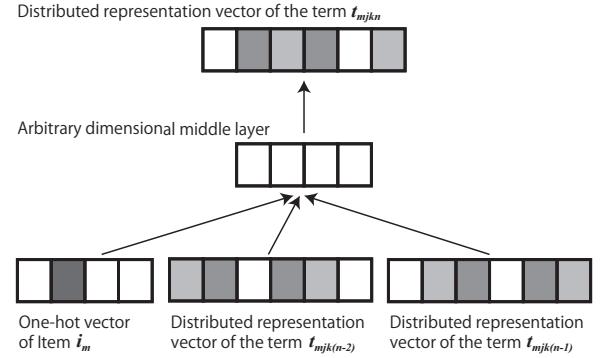 Distributed representation vector of the term t_mjkn
Arbitrary dimensional middle layer
One-hot vector
of Item i_m
Distributed representation
vector of the term t_mjk(n-2)
Distributed representation
vector of the term t_mjk(n-1)